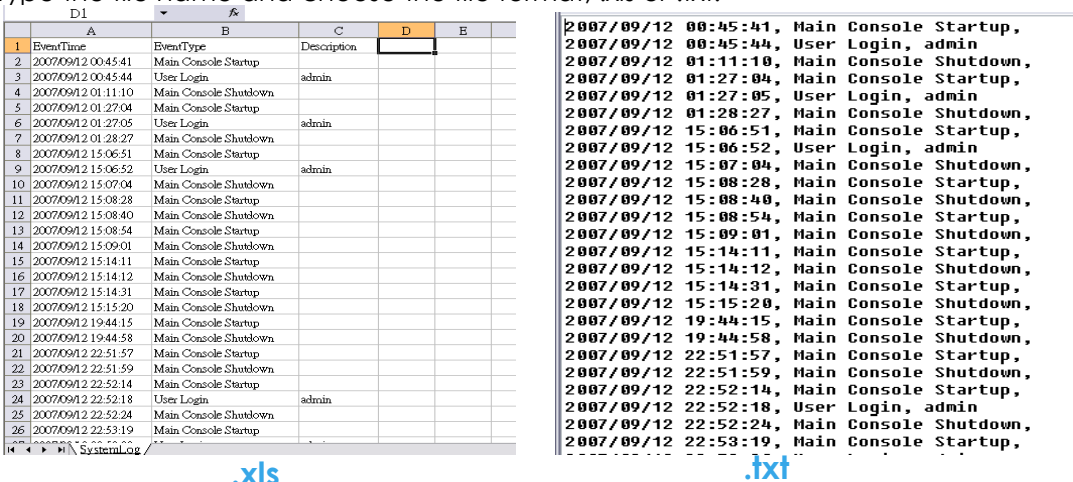 type the file name and choose the file format, .xls or .txt.
D1 fx
A B C D E
1 EventTime EventType Description
2 2007/09/12 00:45:41 Main Console Startup
3 2007/09/12 00:45:44 User Login admin
4 2007/09/12 01:11:10 Main Console Shutdown
5 2007/09/12 01:27:04 Main Console Startup
6 2007/09/12 01:27:05 User Login admin
7 2007/09/12 01:28:27 Main Console Shutdown
8 2007/09/12 15:06:51 Main Console Startup
9 2007/09/12 15:06:52 User Login admin
10 2007/09/12 15:07:04 Main Console Shutdown
11 2007/09/12 15:08:28 Main Console Startup
12 2007/09/12 15:08:40 Main Console Shutdown
13 2007/09/12 15:08:54 Main Console Startup
14 2007/09/12 15:09:01 Main Console Shutdown
15 2007/09/12 15:14:11 Main Console Startup
16 2007/09/12 15:14:12 Main Console Shutdown
17 2007/09/12 15:14:31 Main Console Startup
18 2007/09/12 15:15:20 Main Console Shutdown
19 2007/09/12 19:44:15 Main Console Startup
20 2007/09/12 19:44:58 Main Console Shutdown
21 2007/09/12 22:51:57 Main Console Startup
22 2007/09/12 22:51:59 Main Console Shutdown
23 2007/09/12 22:52:14 Main Console Startup
24 2007/09/12 22:52:18 User Login admin
25 2007/09/12 22:52:24 Main Console Shutdown
26 2007/09/12 22:53:19 Main Console Startup
SystemLog
.xls
2007/09/12 00:45:41, Main Console Startup,
2007/09/12 00:45:44, User Login, admin
2007/09/12 01:11:10, Main Console Shutdown,
2007/09/12 01:27:04, Main Console Startup,
2007/09/12 01:27:05, User Login, admin
2007/09/12 01:28:27, Main Console Shutdown,
2007/09/12 15:06:51, Main Console Startup,
2007/09/12 15:06:52, User Login, admin
2007/09/12 15:07:04, Main Console Shutdown,
2007/09/12 15:08:28, Main Console Startup,
2007/09/12 15:08:40, Main Console Shutdown,
2007/09/12 15:08:54, Main Console Startup,
2007/09/12 15:09:01, Main Console Shutdown,
2007/09/12 15:14:11, Main Console Startup,
2007/09/12 15:14:12, Main Console Shutdown,
2007/09/12 15:14:31, Main Console Startup,
2007/09/12 15:15:20, Main Console Shutdown,
2007/09/12 19:44:15, Main Console Startup,
2007/09/12 19:44:58, Main Console Shutdown,
2007/09/12 22:51:57, Main Console Startup,
2007/09/12 22:51:59, Main Console Shutdown,
2007/09/12 22:52:14, Main Console Startup,
2007/09/12 22:52:18, User Login, admin
2007/09/12 22:52:24, Main Console Shutdown,
2007/09/12 22:53:19, Main Console Startup,
.txt